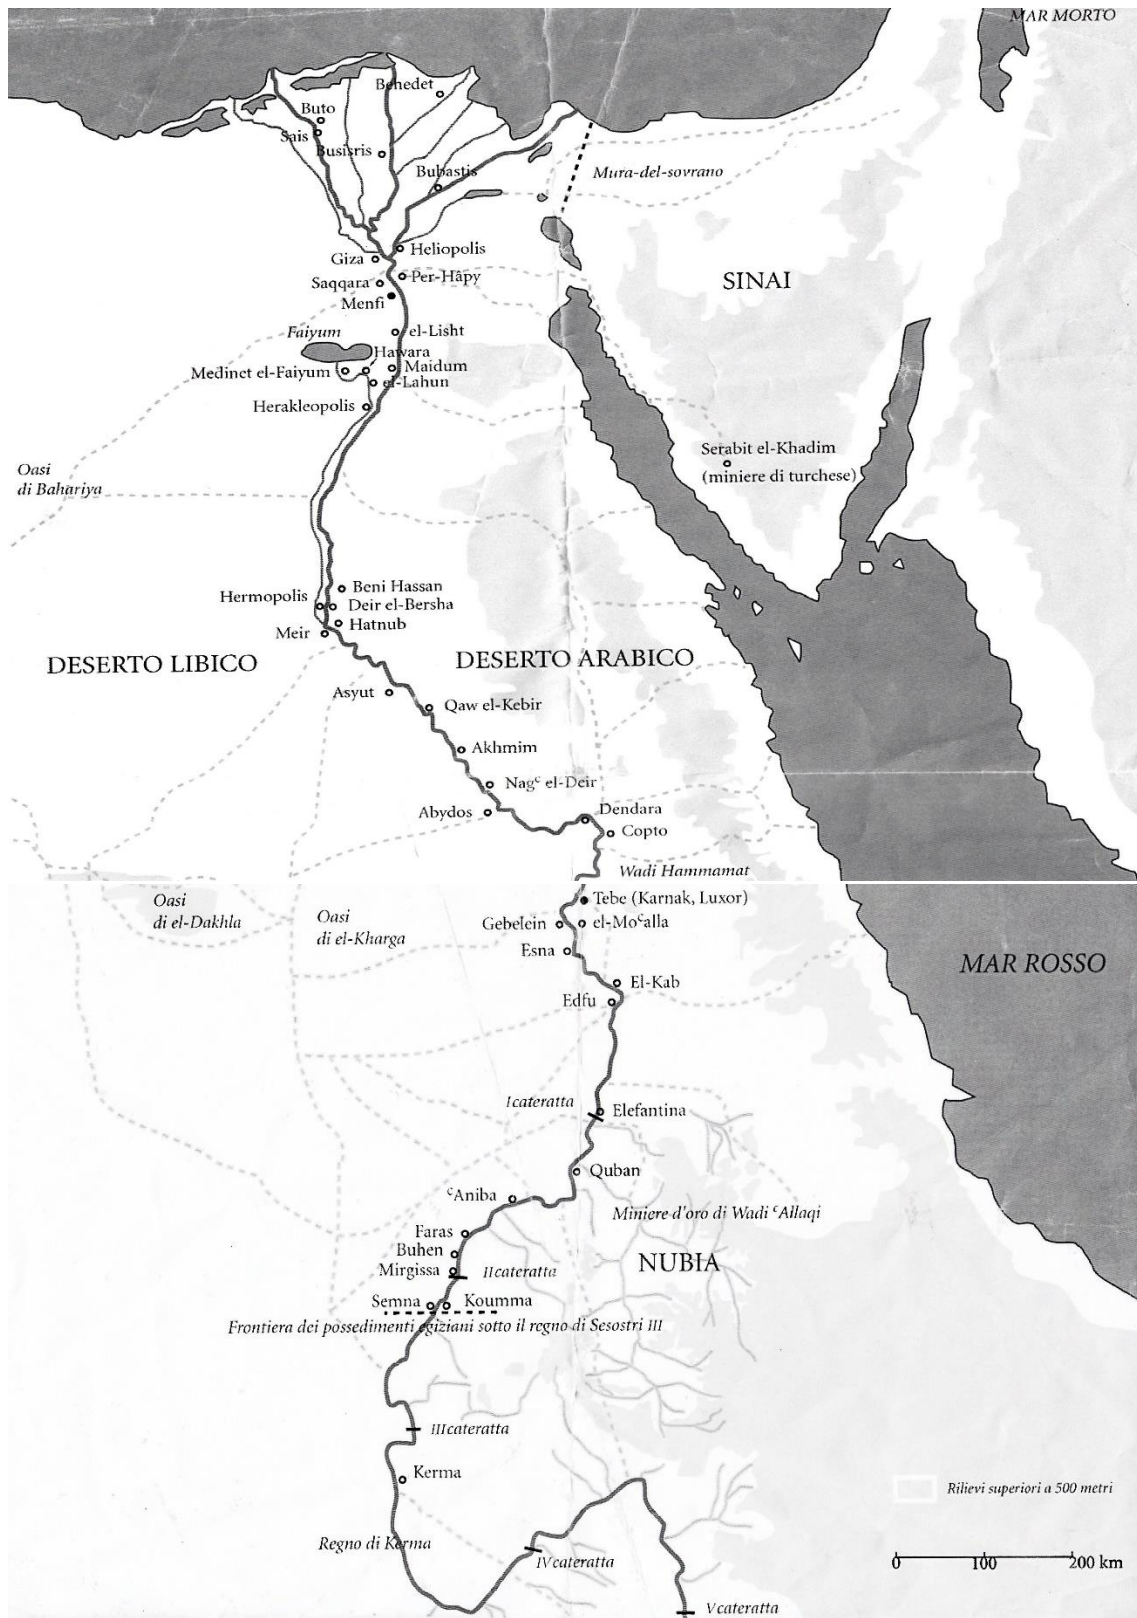 MAR MORTO
Behedet
Buto
Sais
Busisris
Bubastis
Mura-del-sovrano
Heliopolis
Giza
Per-Hâpy
Saqqara
SINAI
Menfi
Faiyum
el-Lisht
Hawara
Medinet el-Faiyum
Maidum
el-Lahun
Herakleopolis
Serabit el-Khadim
(miniere di turchese)
Oasi
di Bahariya
Beni Hassan
Hermopolis
Deir el-Bersha
Hatnub
Meir
DESERTO LIBICO
DESERTO ARABICO
Asyut
Qaw el-Kebir
Akhmim
Nagᶜ el-Deir
Abydos
Dendara
Copto
Wadi Hammamat
Oasi
di el-Dakhla
Oasi
di el-Kharga
Tebe (Karnak, Luxor)
Gebelein
el-Moᶜalla
Esna
MAR ROSSO
El-Kab
Edfu
I cateratta
Elefantina
Quban
ᶜAniba
Miniere d'oro di Wadi ᶜAllaqi
Faras
Buhen
Mirgissa
II cateratta
NUBIA
Semna
Koumma
Frontiera dei possedimenti egiziani sotto il regno di Sesostri III
III cateratta
Kerma
Rilievi superiori a 500 metri
Regno di Kerma
IV cateratta
0 100 200 km
V cateratta